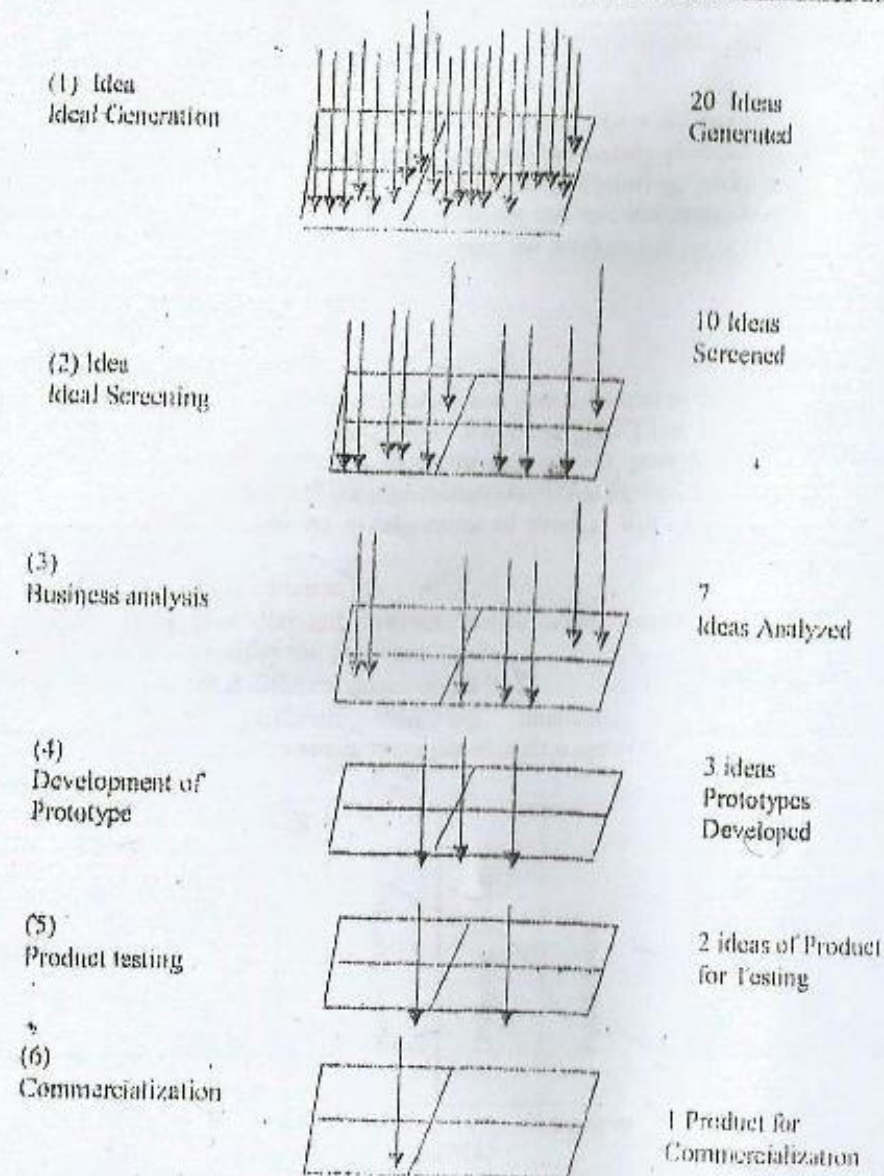 (1) Idea
Ideal Generation
20 Ideas
Generated
(2) Idea
Ideal Screening
10 Ideas
Screened
(3)
Business analysis
7
Ideas Analyzed
(4)
Development of
Prototype
3 ideas
Prototypes
Developed
(5)
Product testing
2 ideas of Product
for Testing
(6)
Commercialization
1 Product for
Commercialization